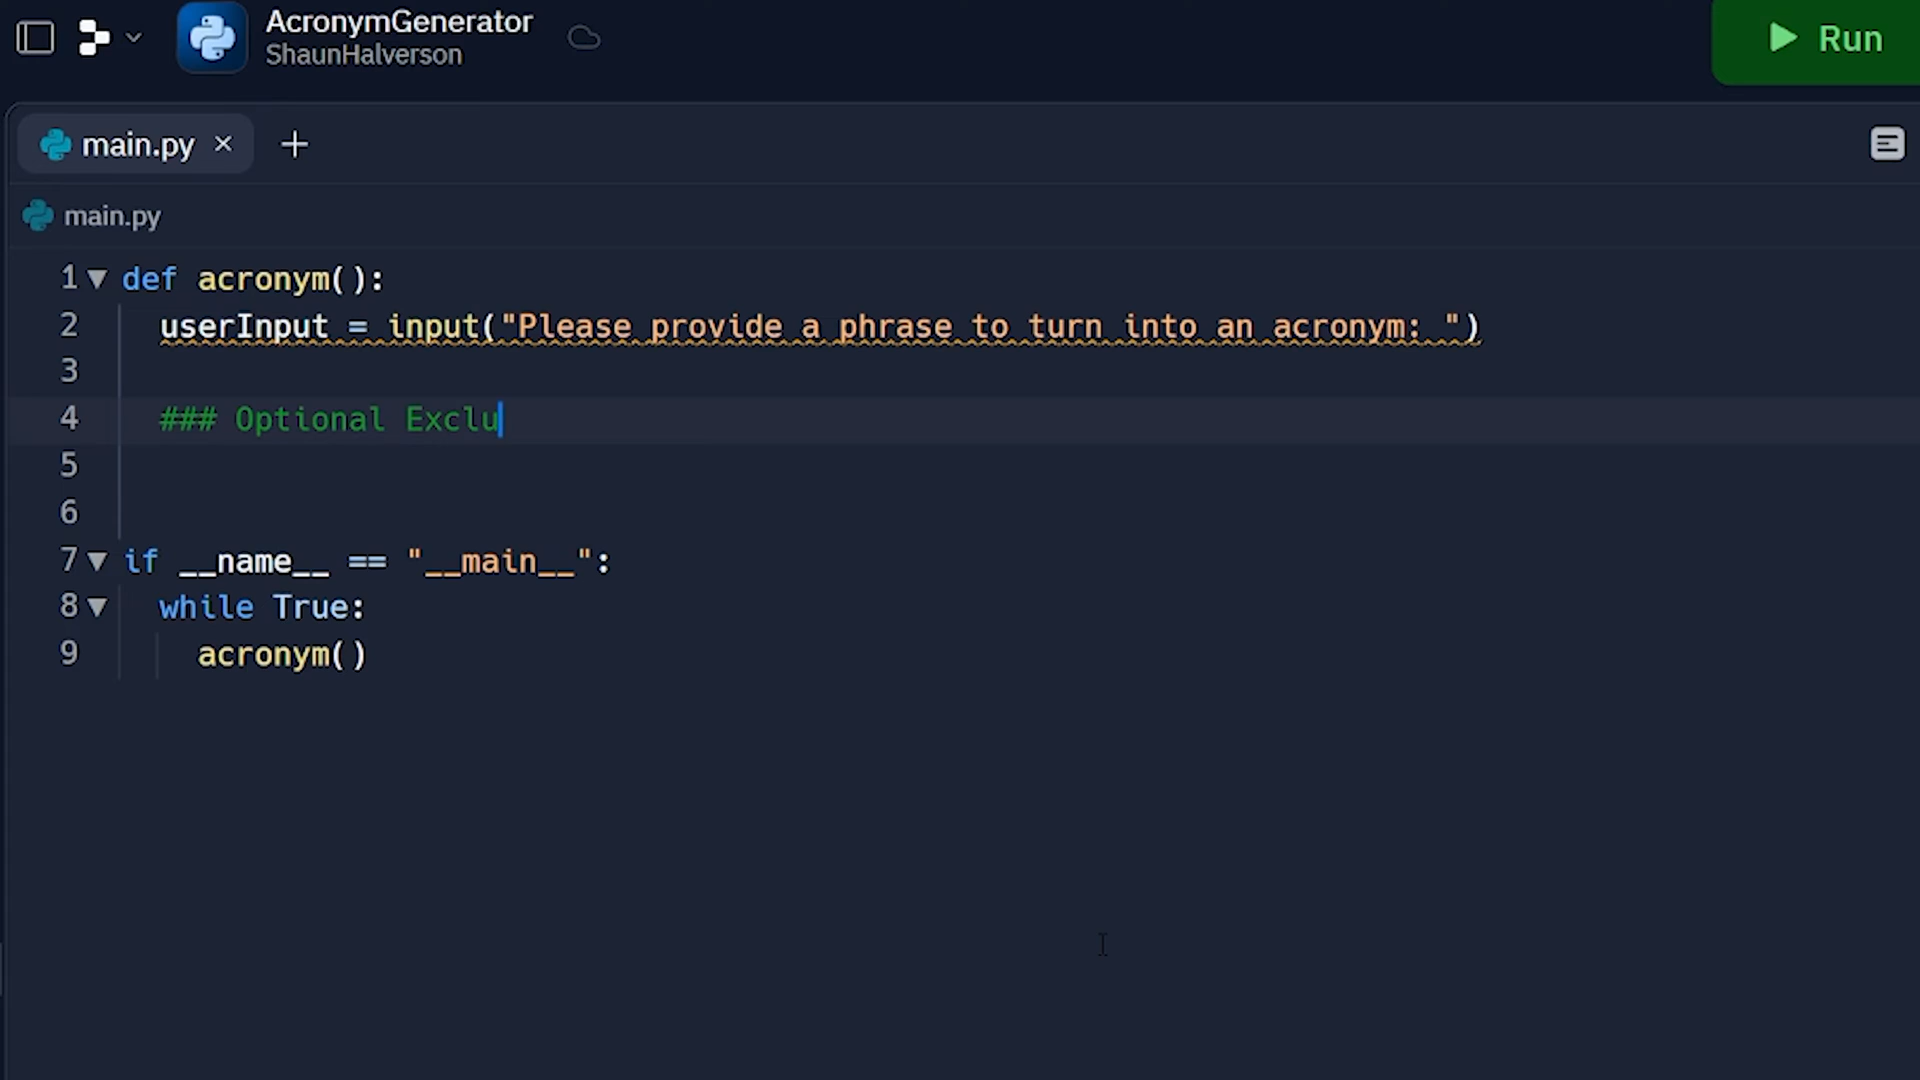 AcronymGenerator
ShaunHalverson
Run
main.py
main.py
1 def acronym():
2 userInput = input("Please provide a phrase to turn into an acronym: ")
3
4 ### Optional Exclu
5
6
7 if __name__ == "__main__":
8 while True:
9 acronym()